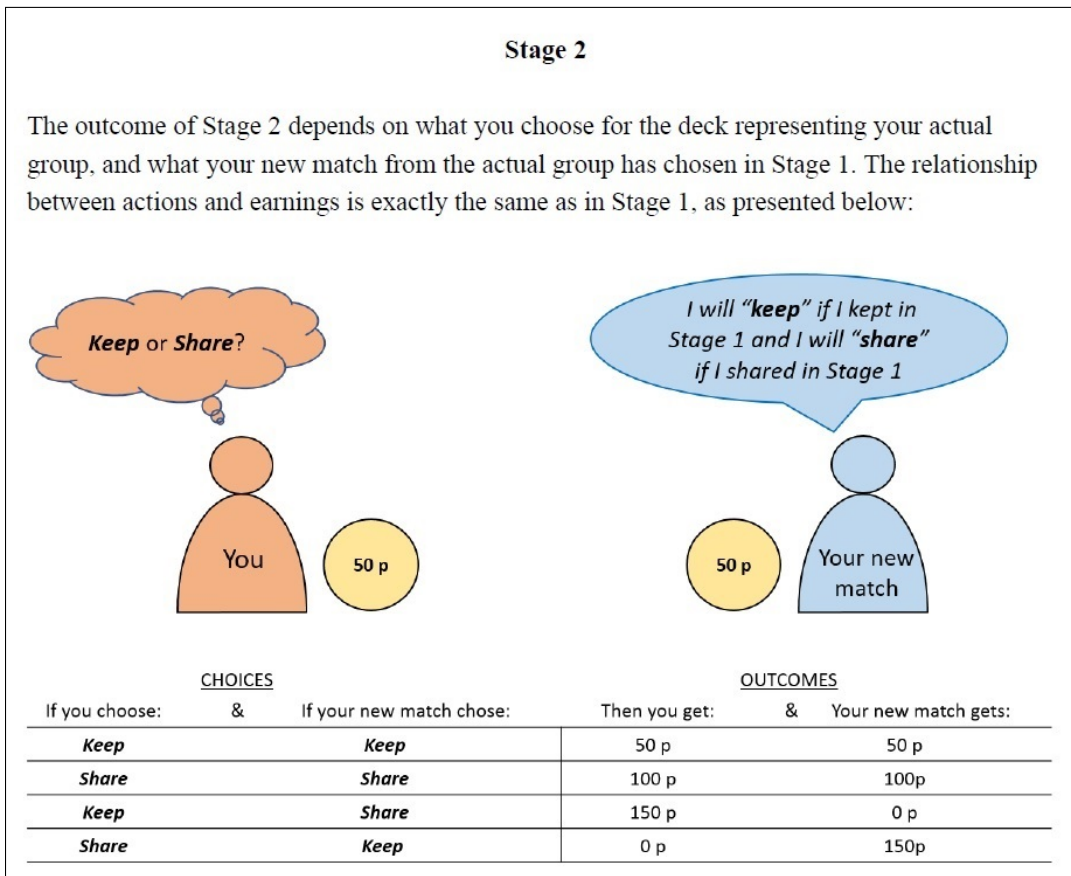 Stage 2
The outcome of Stage 2 depends on what you choose for the deck representing your actual
group, and what your new match from the actual group has chosen in Stage 1. The relationship
between actions and earnings is exactly the same as in Stage 1, as presented below:
Keep or Share?
I will “keep” if I kept in
Stage 1 and I will “share”
if I shared in Stage 1
You
50 p
50 p
Your new
match
CHOICES OUTCOMES
If you choose: & If your new match chose: Then you get: & Your new match gets:
Keep Keep 50 p 50 p
Share Share 100 p 100p
Keep Share 150 p 0 p
Share Keep 0 p 150p